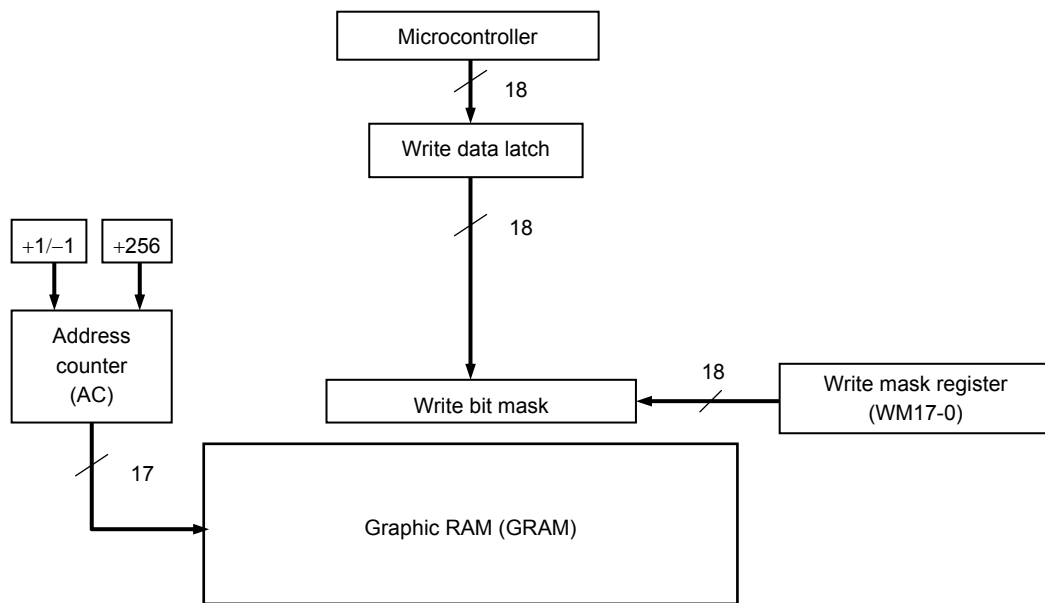 Microcontroller
18
Write data latch
18
+1/−1
+256
Address
counter
(AC)
18
Write mask register
(WM17-0)
Write bit mask
17
Graphic RAM (GRAM)